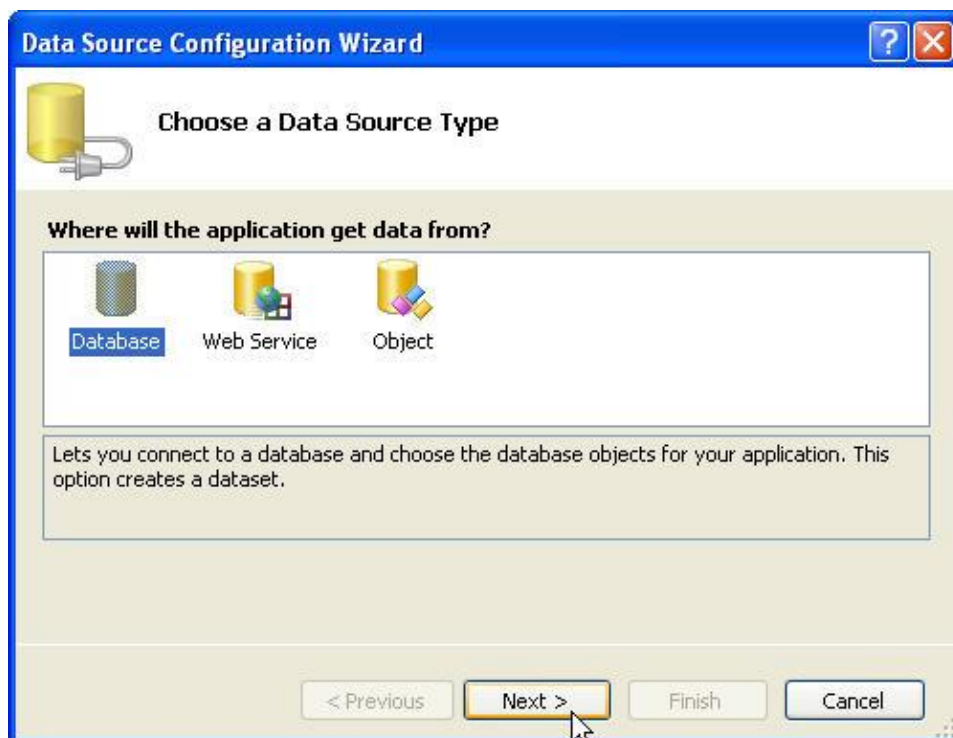 Data Source Configuration Wizard
?
Choose a Data Source Type
Where will the application get data from?
Database Web Service Object
Lets you connect to a database and choose the database objects for your application. This
option creates a dataset.
< Previous Next > Finish Cancel